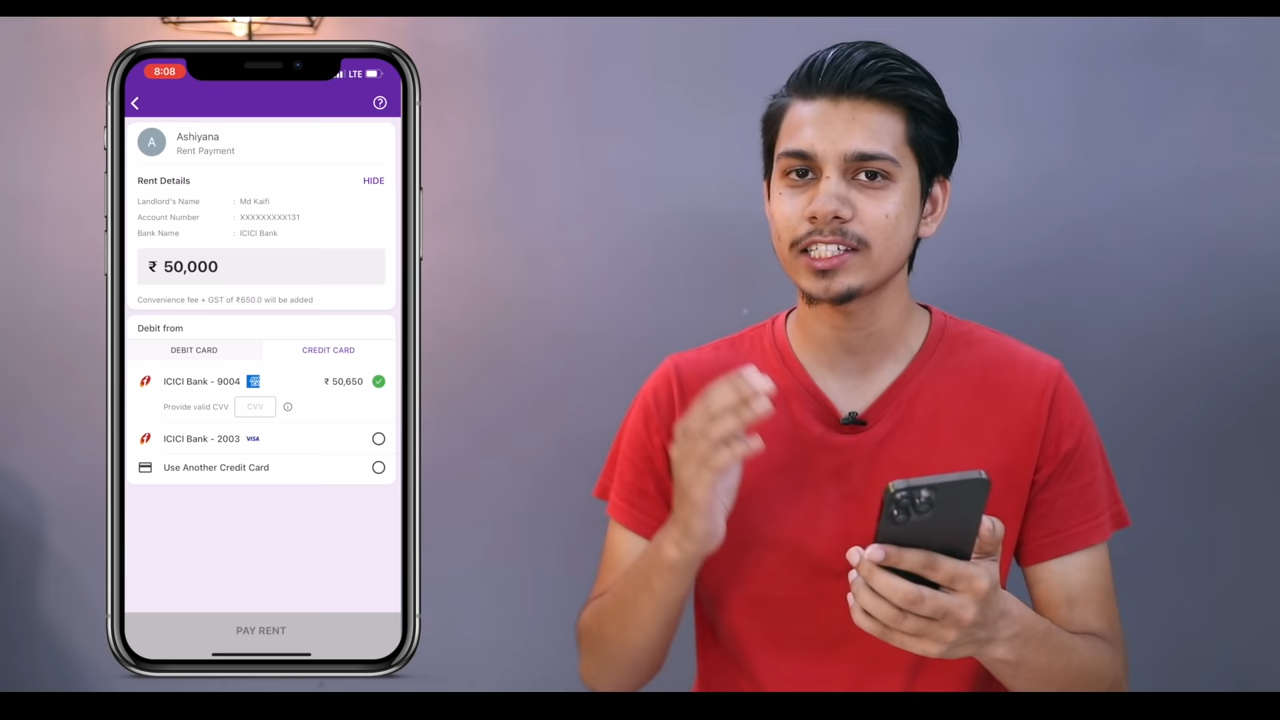 8:08
LTE
A
Ashiyana
Rent Payment
Rent Details
HIDE
Landlord's Name : Md Kaifi
Account Number : XXXXXXXXX131
Bank Name : ICICI Bank
₹ 50,000
Convenience fee + GST of ₹650.0 will be added
Debit from
DEBIT CARD
CREDIT CARD
ICICI Bank - 9004
₹ 50,650
Provide valid CVV
CVV
ICICI Bank - 2003 VISA
Use Another Credit Card
PAY RENT